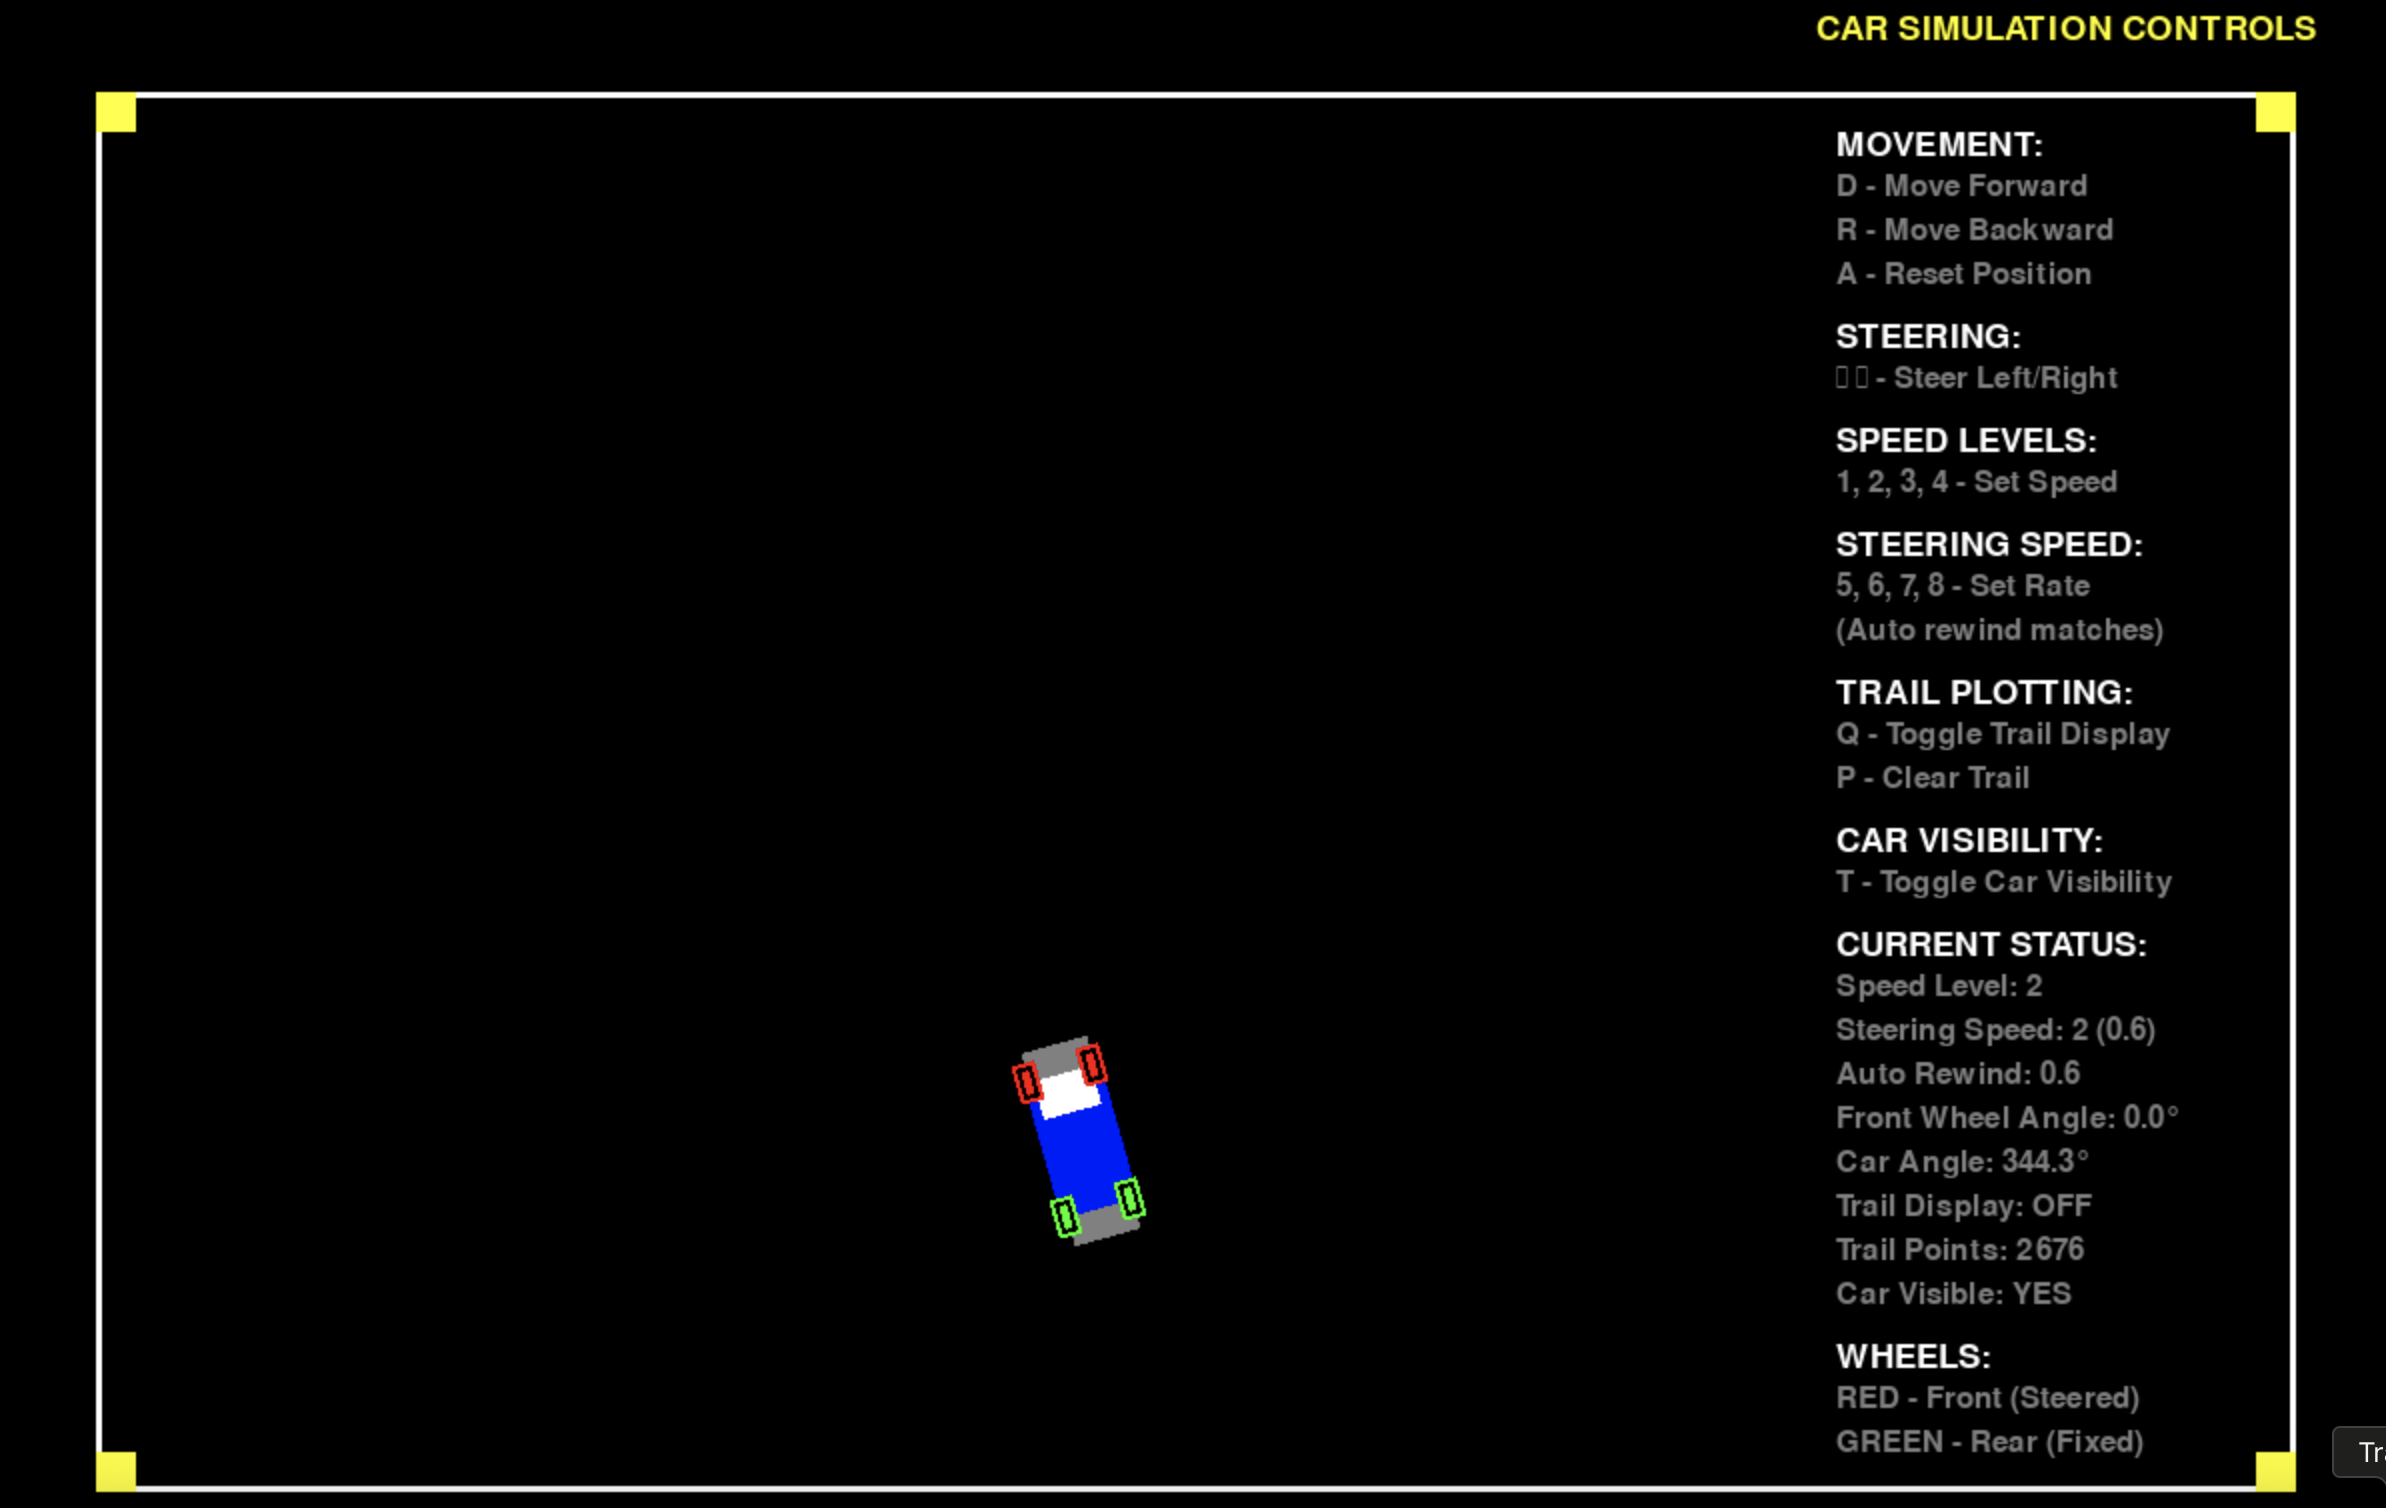 CAR SIMULATION CONTROLS
MOVEMENT:
D - Move Forward
R - Move Backward
A - Reset Position
STEERING:
- Steer Left/Right
SPEED LEVELS:
1, 2, 3, 4 - Set Speed
STEERING SPEED:
5, 6, 7, 8 - Set Rate
(Auto rewind matches)
TRAIL PLOTTING:
Q - Toggle Trail Display
P - Clear Trail
CAR VISIBILITY:
T - Toggle Car Visibility
CURRENT STATUS:
Speed Level: 2
Steering Speed: 2 (0.6)
Auto Rewind: 0.6
Front Wheel Angle: 0.0°
Car Angle: 344.3°
Trail Display: OFF
Trail Points: 2676
Car Visible: YES
WHEELS:
RED - Front (Steered)
GREEN - Rear (Fixed)